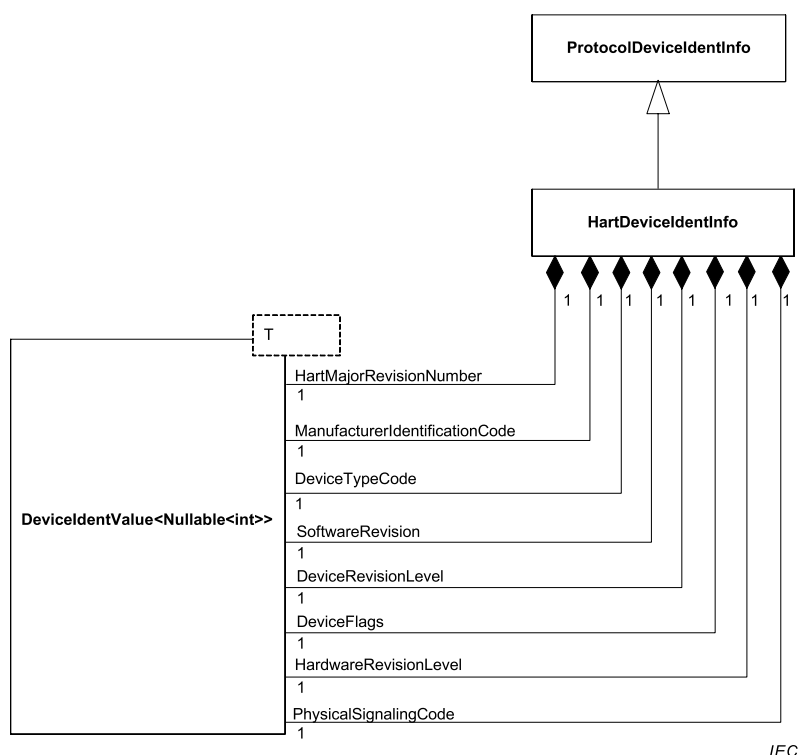 ProtocolDeviceIdentInfo
HartDeviceIdentInfo
1 1 1 1 1 1 1 1
T
HartMajorRevisionNumber
1
ManufacturerIdentificationCode
1
DeviceTypeCode
1
DeviceIdentValue<Nullable<int>>
SoftwareRevision
1
DeviceRevisionLevel
1
DeviceFlags
1
HardwareRevisionLevel
1
PhysicalSignalingCode
1
IEC